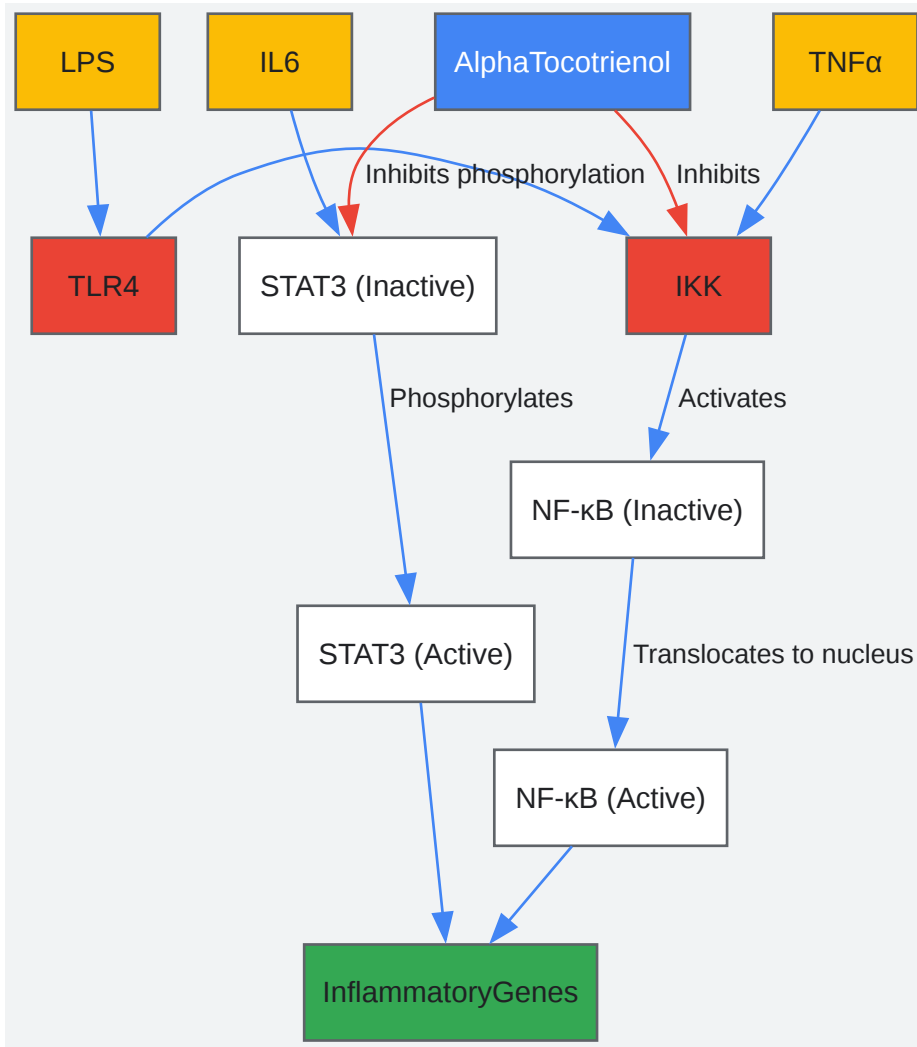 LPS
IL6
AlphaTocotrienol
TNFα
Inhibits phosphorylation
Inhibits
TLR4
STAT3 (Inactive)
IKK
Phosphorylates
Activates
NF-κB (Inactive)
STAT3 (Active)
Translocates to nucleus
NF-κB (Active)
InflammatoryGenes